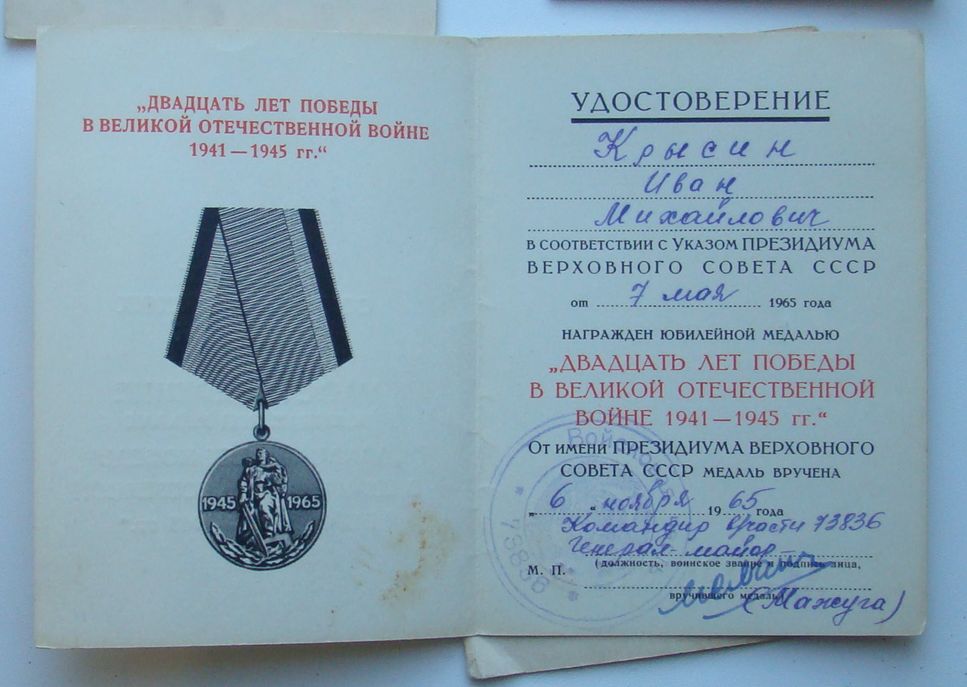 „ДВАДЦАТЬ ЛЕТ ПОБЕДЫ
В ВЕЛИКОЙ ОТЕЧЕСТВЕННОЙ ВОЙНЕ
1941 — 1945 гг.“
1945 1965
УДОСТОВЕРЕНИЕ
Крысин
Иван
Михайлович
В СООТВЕТСТВИИ С УКАЗОМ ПРЕЗИДИУМА
ВЕРХОВНОГО СОВЕТА СССР
от 7 мая 1965 года
НАГРАЖДЕН ЮБИЛЕЙНОЙ МЕДАЛЬЮ
„ДВАДЦАТЬ ЛЕТ ПОБЕДЫ
В ВЕЛИКОЙ ОТЕЧЕСТВЕННОЙ
ВОЙНЕ 1941 — 1945 гг.“
ОТ ИМЕНИ ПРЕЗИДИУМА ВЕРХОВНОГО
СОВЕТА СССР МЕДАЛЬ ВРУЧЕНА
„6“ ноября 1965 года
Командир части 73836
Генерал-майор
(должность, воинское звание и подпись лица,
М. П.
вручившего медаль)
(Мажуга)
73836